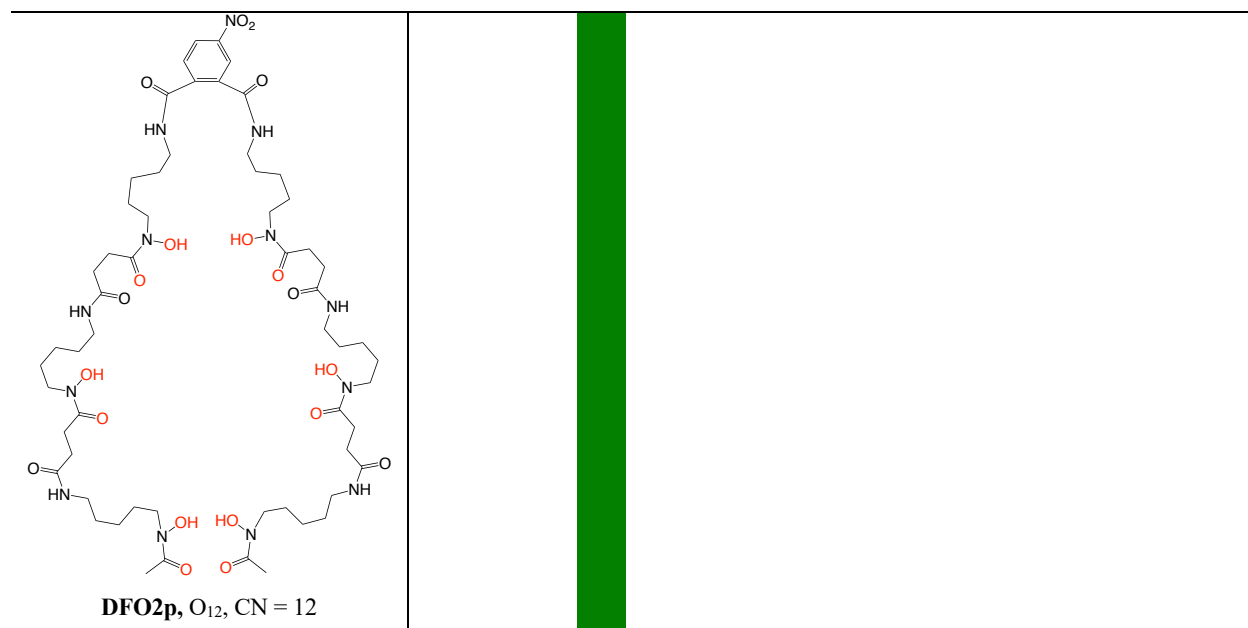 NO₂
O O
HN NH
N OH HO N
O O
O
O
HN NH
OH HO
N N
O O
O O
HN NH
OH HO
N N
O O
DFO2p, O₁₂, CN = 12